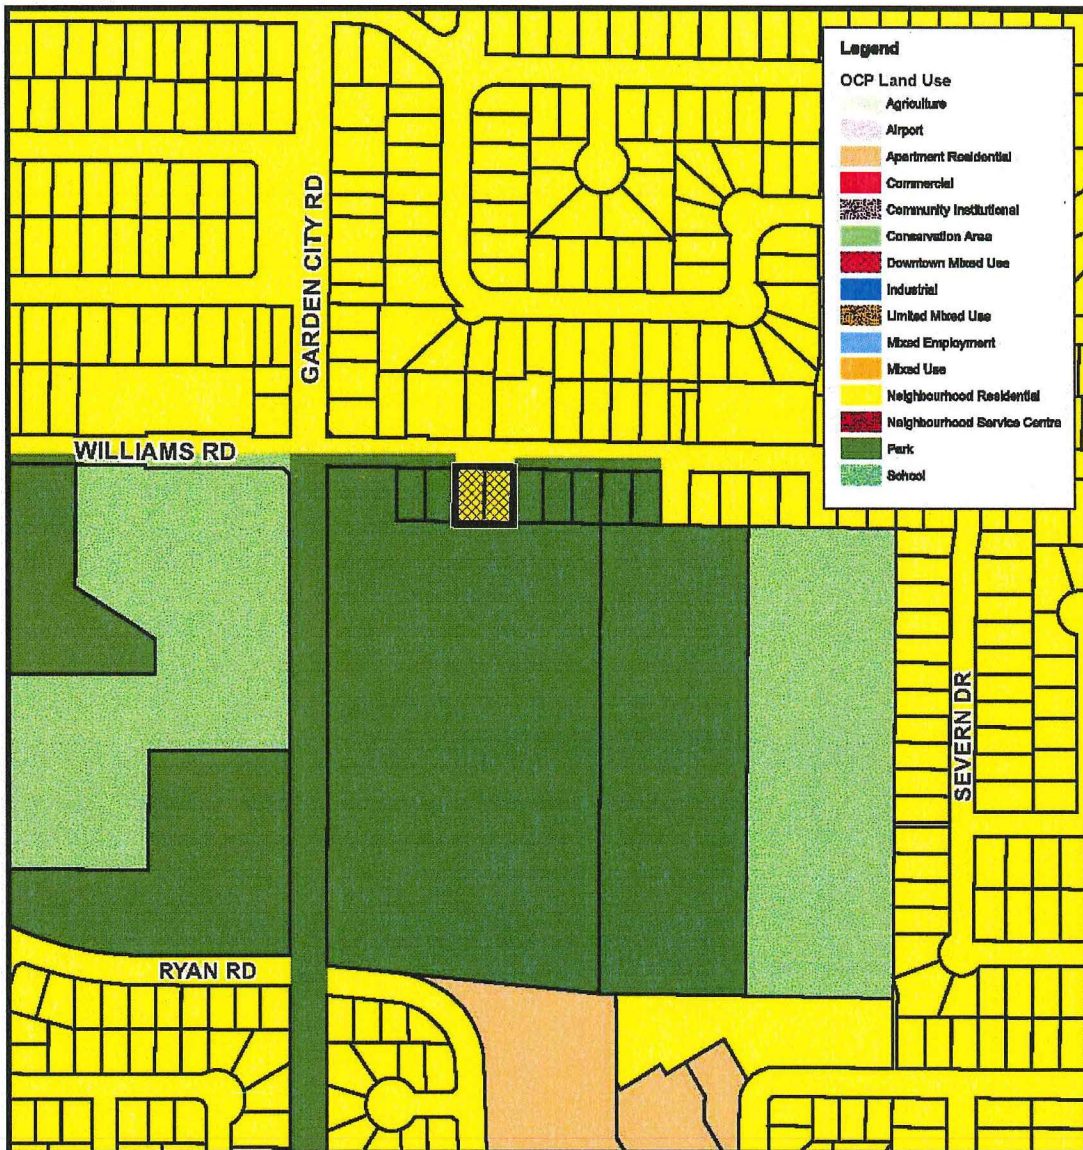 Legend
OCP Land Use
Agriculture
Airport
Apartment Residential
Commercial
Community Institutional
Conservation Area
Downtown Mixed Use
Industrial
Limited Mixed Use
Mixed Employment
Mixed Use
Neighbourhood Residential
Neighbourhood Service Centre
Park
School
GARDEN CITY RD
WILLIAMS RD
SEVERN DR
RYAN RD